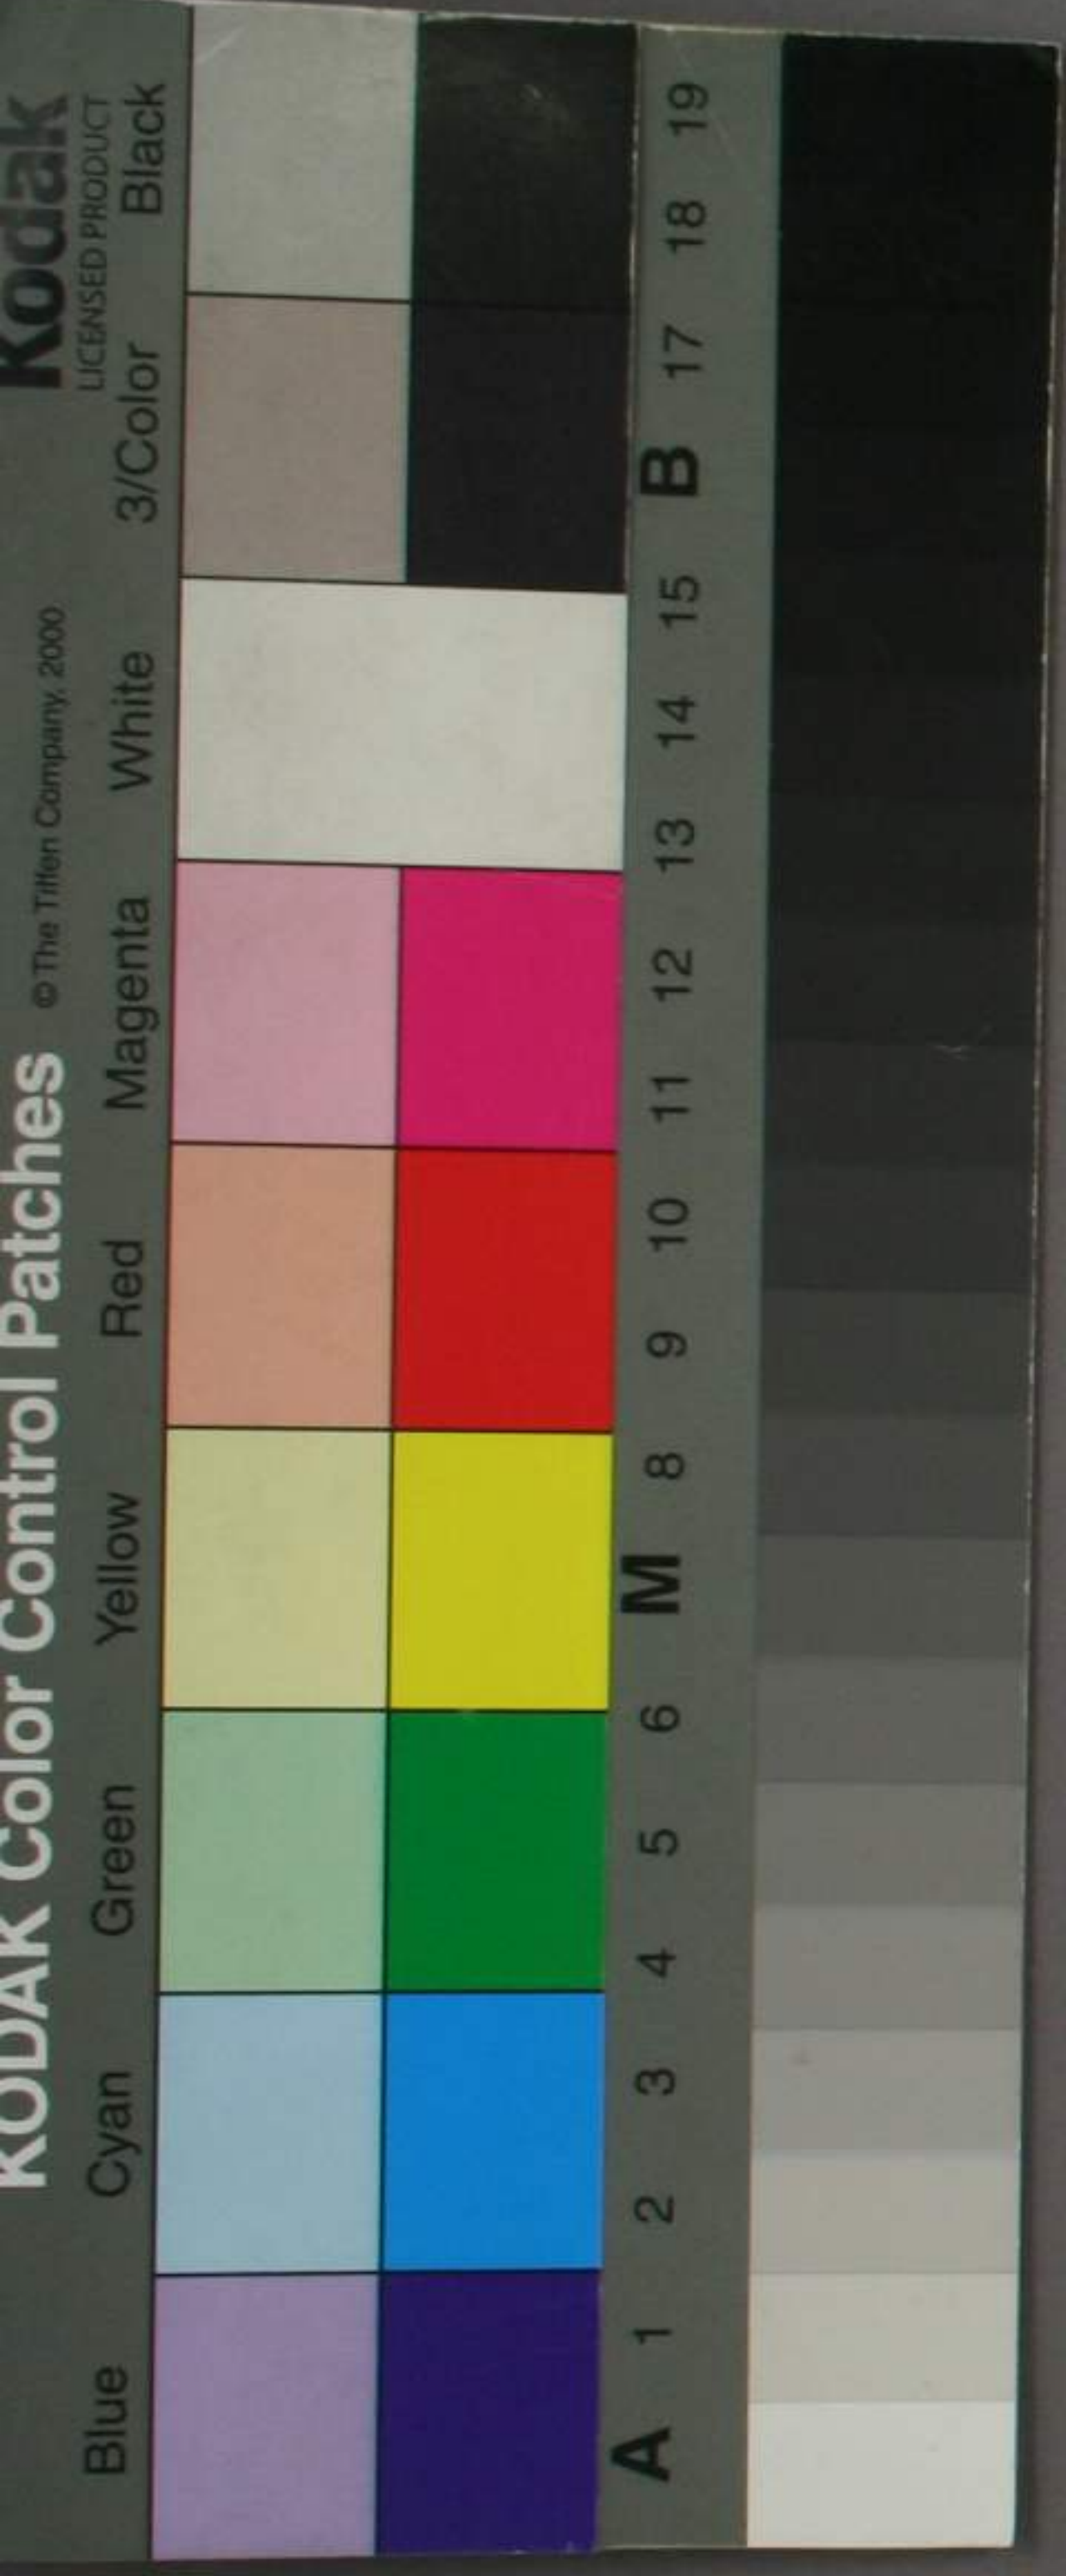 KODAK Color Control Patches © The Tiffen Company, 2000 Kodak
LICENSED PRODUCT
Blue Cyan Green Yellow Red Magenta White 3/Color Black
A 1 2 3 4 5 6 M 8 9 10 11 12 13 14 15 B 17 18 19